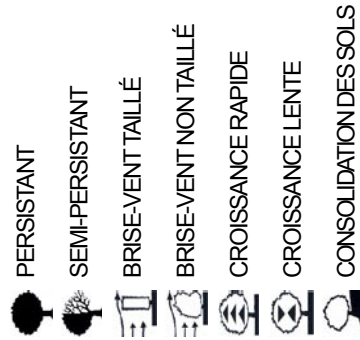 PERSISTANT
SEMI-PERSISTANT
BRISE-VENT TAILLÉ
BRISE-VENT NON TAILLÉ
CROISSANCE RAPIDE
CROISSANCE LENTE
CONSOLIDATION DES SOLS